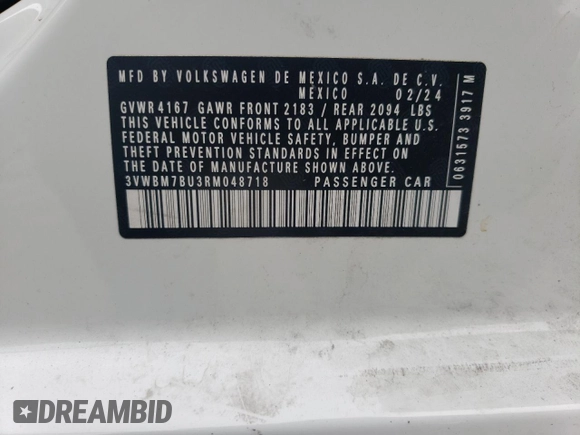 MFD BY VOLKSWAGEN DE MEXICO S.A. DE C.V.
MEXICO 02/24
GVWR 4167 GAWR FRONT 2183 / REAR 2094 LBS
THIS VEHICLE CONFORMS TO ALL APPLICABLE U.S.
FEDERAL MOTOR VEHICLE SAFETY, BUMPER AND
THEFT PREVENTION STANDARDS IN EFFECT ON
THE DATE OF MANUFACTURE SHOWN ABOVE.
3VWBM7BU3RM048718 PASSENGER CAR
0631573 3917 M
DREAMBID